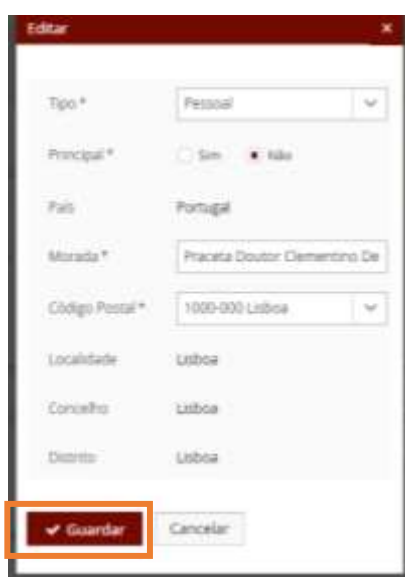 Editar ×
Tipo * Pessoal
Principal * Sim Não
País Portugal
Morada * Praceta Doutor Clementino De
Código Postal * 1000-000 Lisboa
Localidade Lisboa
Concelho Lisboa
Distrito Lisboa
Guardar Cancelar